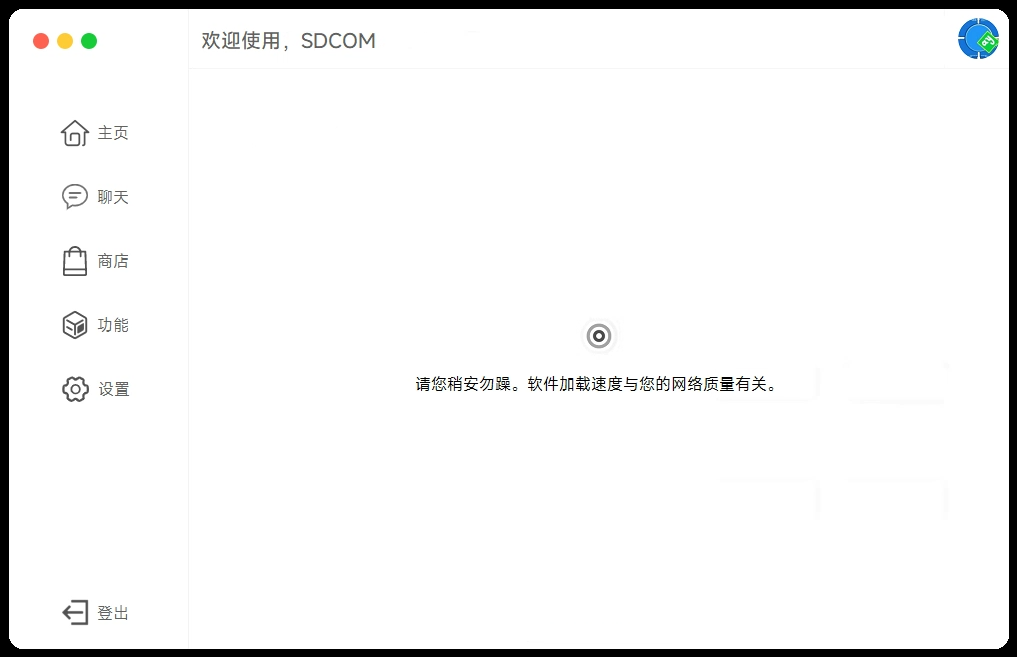 欢迎使用，SDCOM
主页
聊天
商店
功能
设置
请您稍安勿躁。软件加载速度与您的网络质量有关。
登出